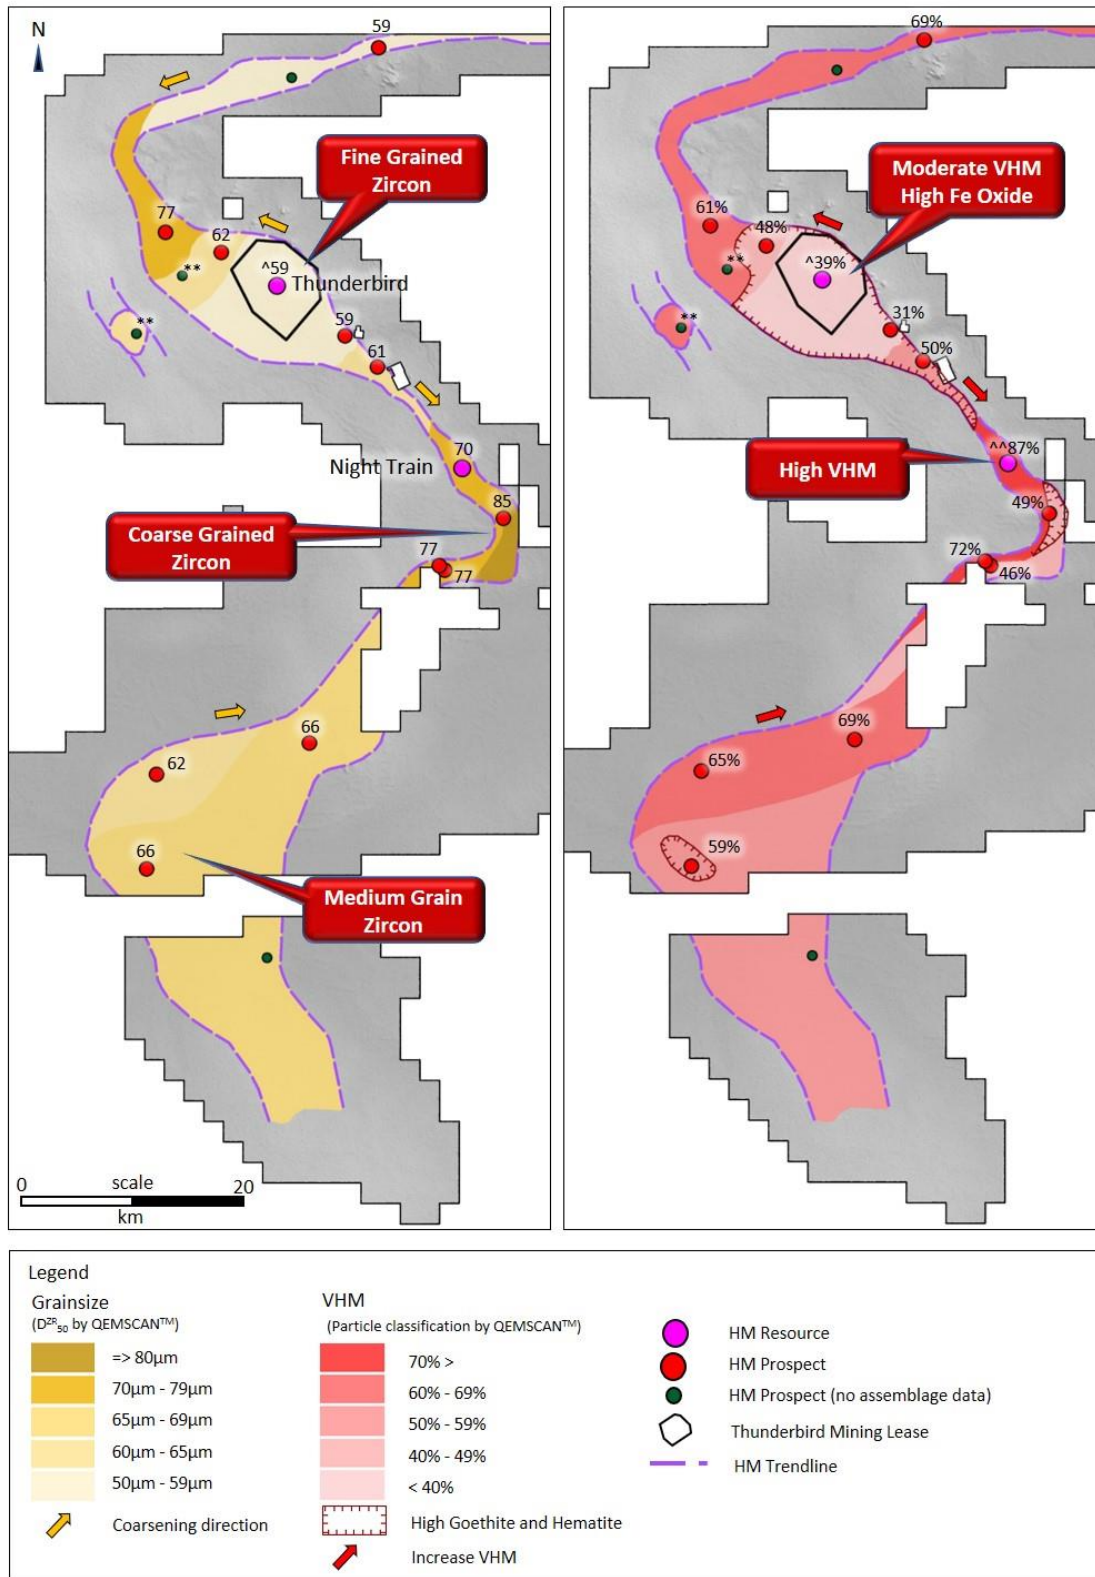 N
59
Fine Grained
Zircon
77
62
**
^59
Thunderbird
**
59
61
Night Train
70
85
Coarse Grained
Zircon
77
77
66
62
66
Medium Grain
Zircon
0 scale 20
km
69%
Moderate VHM
High Fe Oxide
61%
48%
**
^39%
**
31%
50%
^^87%
High VHM
49%
72%
46%
69%
65%
59%
Legend
Grainsize
(D^ZR_50 by QEMSCAN™)
=> 80µm
70µm - 79µm
65µm - 69µm
60µm - 65µm
50µm - 59µm
Coarsening direction
VHM
(Particle classification by QEMSCAN™)
70% >
60% - 69%
50% - 59%
40% - 49%
< 40%
High Goethite and Hematite
Increase VHM
HM Resource
HM Prospect
HM Prospect (no assemblage data)
Thunderbird Mining Lease
HM Trendline